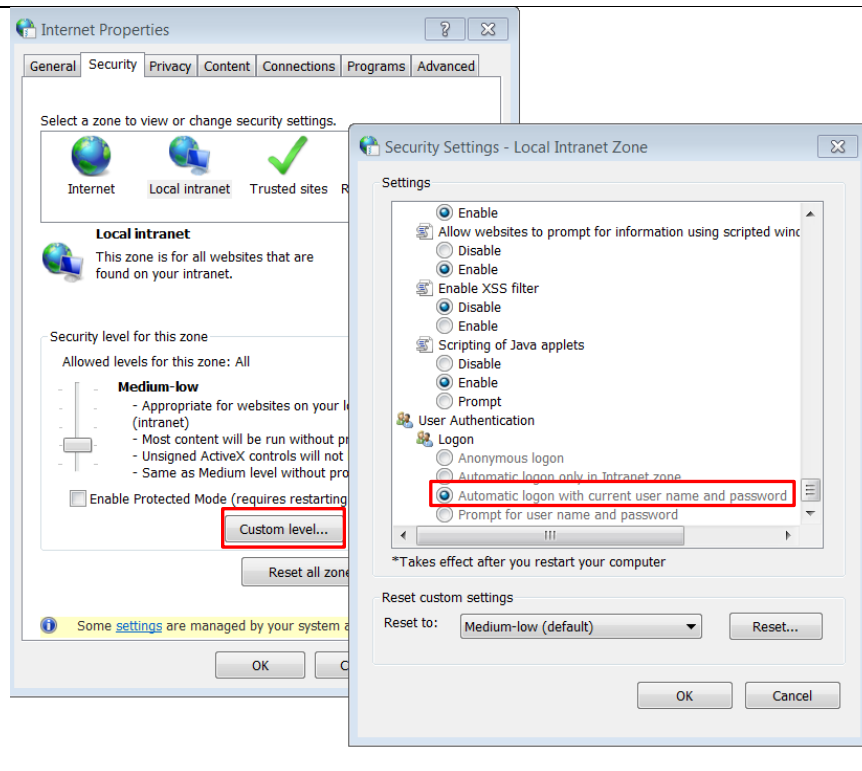 Internet Properties
General Security Privacy Content Connections Programs Advanced
Select a zone to view or change security settings.
Internet Local intranet Trusted sites R
Local intranet
This zone is for all websites that are
found on your intranet.
Security level for this zone
Allowed levels for this zone: All
Medium-low
- Appropriate for websites on your l
(intranet)
- Most content will be run without pr
- Unsigned ActiveX controls will not
- Same as Medium level without pro
Enable Protected Mode (requires restarting
Custom level...
Reset all zone
Some settings are managed by your system a
OK C
Security Settings - Local Intranet Zone
Settings
Enable
Allow websites to prompt for information using scripted winc
Disable
Enable
Enable XSS filter
Disable
Enable
Scripting of Java applets
Disable
Enable
Prompt
User Authentication
Logon
Anonymous logon
Automatic logon only in Intranet zone
Automatic logon with current user name and password
Prompt for user name and password
*Takes effect after you restart your computer
Reset custom settings
Reset to: Medium-low (default) Reset...
OK Cancel